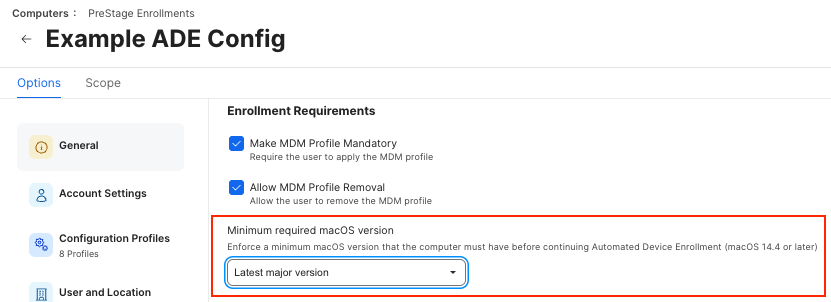 Computers : PreStage Enrollments
← Example ADE Config
Options Scope
General
Account Settings
Configuration Profiles
8 Profiles
User and Location
Enrollment Requirements
Make MDM Profile Mandatory
Require the user to apply the MDM profile
Allow MDM Profile Removal
Allow the user to remove the MDM profile
Minimum required macOS version
Enforce a minimum macOS version that the computer must have before continuing Automated Device Enrollment (macOS 14.4 or later)
Latest major version